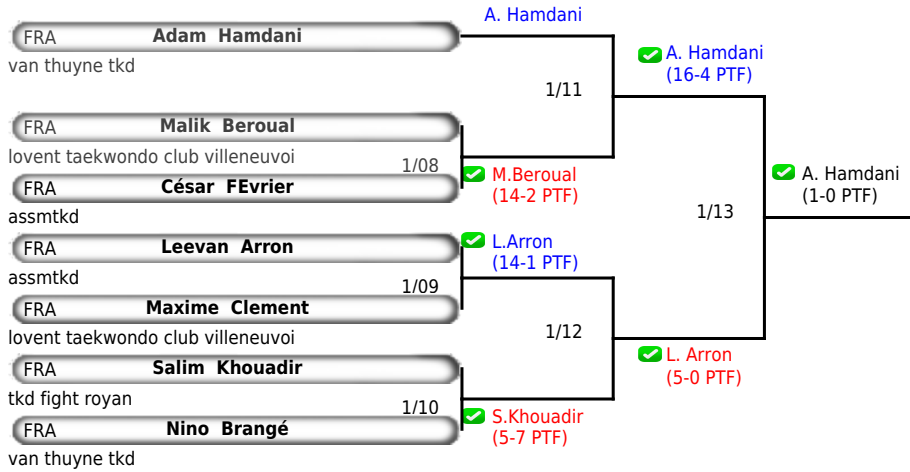 A. Hamdani
FRA Adam Hamdani
van thuyne tkd
A. Hamdani
(16-4 PTF)
1/11
FRA Malik Beroual
lovent taekwondo club villeneuvoi
1/08
M.Beroual
(14-2 PTF)
FRA César FEvrier
assmtkd
A. Hamdani
(1-0 PTF)
1/13
FRA Leevan Arron
assmtkd
L.Arron
(14-1 PTF)
1/09
FRA Maxime Clement
lovent taekwondo club villeneuvoi
1/12
FRA Salim Khouadir
tkd fight royan
L. Arron
(5-0 PTF)
1/10
S.Khouadir
(5-7 PTF)
FRA Nino Brangé
van thuyne tkd